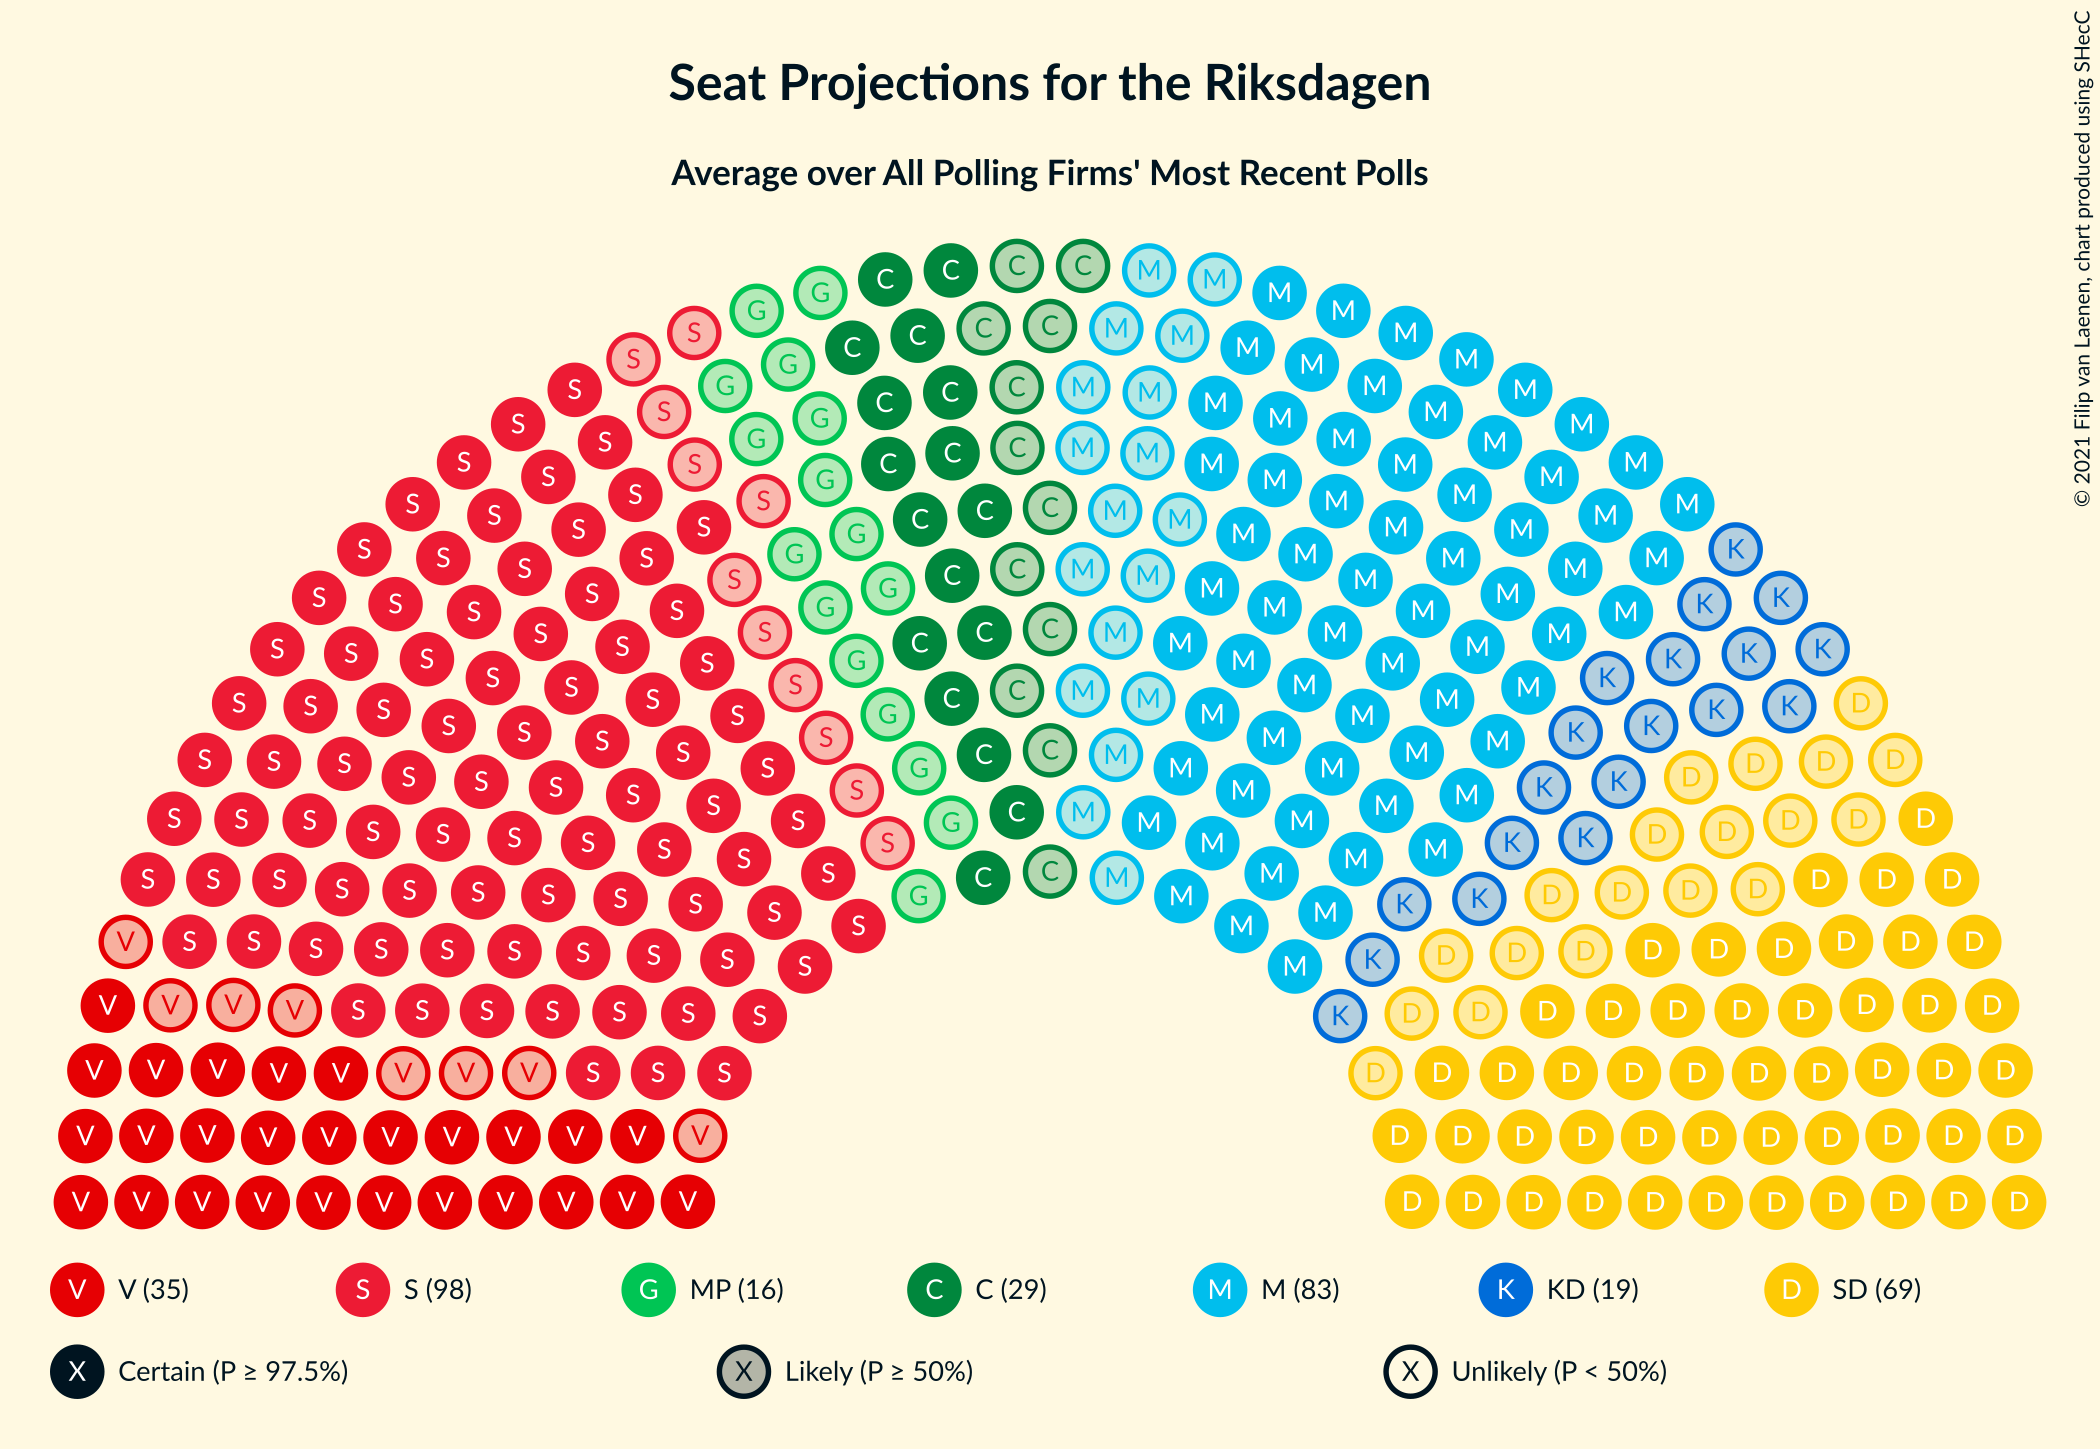 Seat Projections for the Riksdagen
Average over All Polling Firms' Most Recent Polls
© 2021 Filip van Laenen, chart produced using SHecC
V V (35) S S (98) G MP (16) C C (29) M M (83) K KD (19) D SD (69)
X Certain (P ≥ 97.5%) X Likely (P ≥ 50%) X Unlikely (P < 50%)